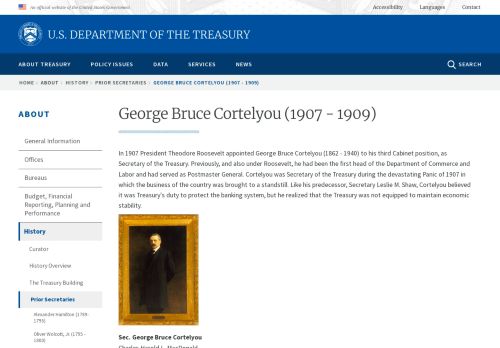 An official website of the United States Government
Accessibility Languages Contact
U.S. DEPARTMENT OF THE TREASURY
ABOUT TREASURY POLICY ISSUES DATA SERVICES NEWS SEARCH
HOME › ABOUT › HISTORY › PRIOR SECRETARIES › GEORGE BRUCE CORTELYOU (1907 - 1909)
ABOUT
General Information
Offices
Bureaus
Budget, Financial
Reporting, Planning and
Performance
History
Curator
History Overview
The Treasury Building
Prior Secretaries
Alexander Hamilton (1789 -
1795)
Oliver Wolcott, Jr. (1795 -
1800)
George Bruce Cortelyou (1907 - 1909)
In 1907 President Theodore Roosevelt appointed George Bruce Cortelyou (1862 - 1940) to his third Cabinet position, as
Secretary of the Treasury. Previously, and also under Roosevelt, he had been the first head of the Department of Commerce and
Labor and had served as Postmaster General. Cortelyou was Secretary of the Treasury during the devastating Panic of 1907 in
which the business of the country was brought to a standstill. Like his predecessor, Secretary Leslie M. Shaw, Cortelyou believed
it was Treasury's duty to protect the banking system, but he realized that the Treasury was not equipped to maintain economic
stability.
Sec. George Bruce Cortelyou
Charles Harold L. MacDonald